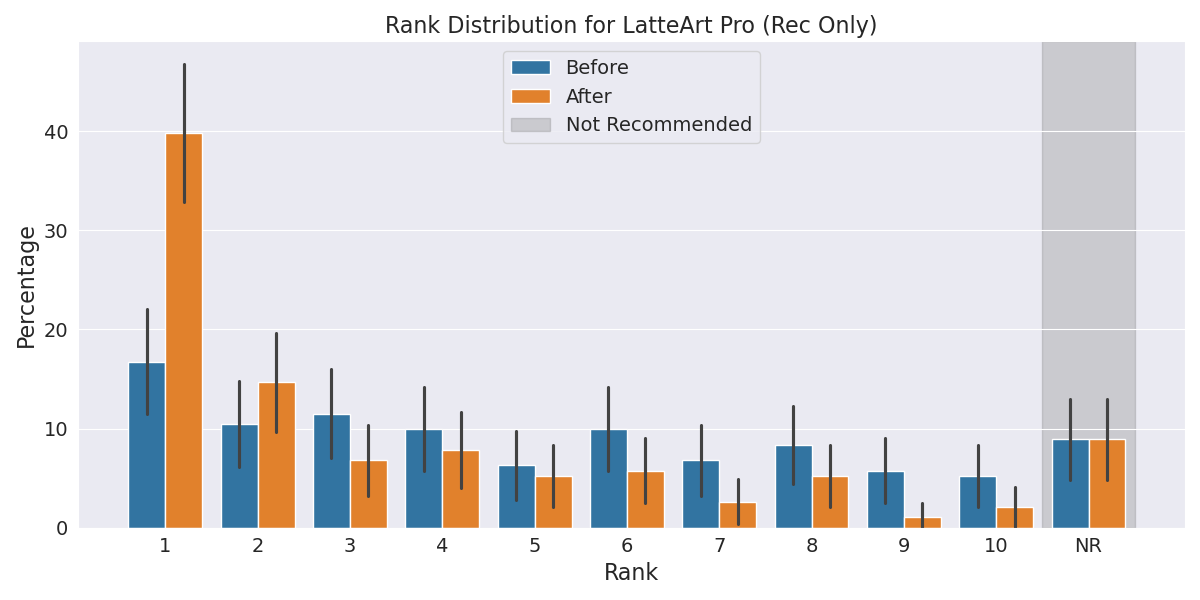 Rank Distribution for LatteArt Pro (Rec Only)
Before
After
Not Recommended
Percentage
40
30
20
10
0
1 2 3 4 5 6 7 8 9 10 NR
Rank